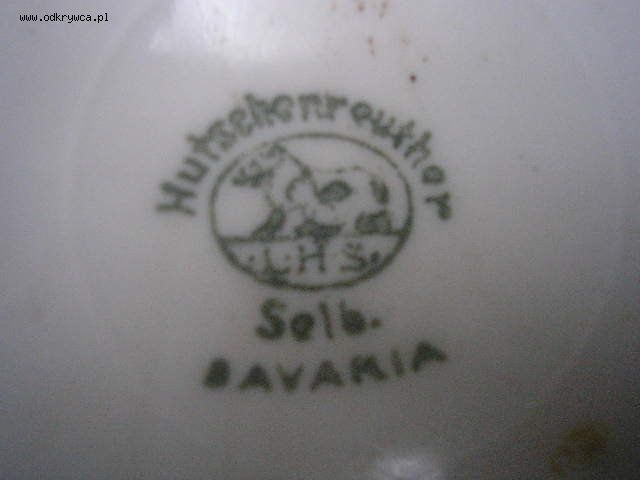 www.odkrywca.pl
Hutschenreuther
L·H·S·
Selb.
BAVARIA